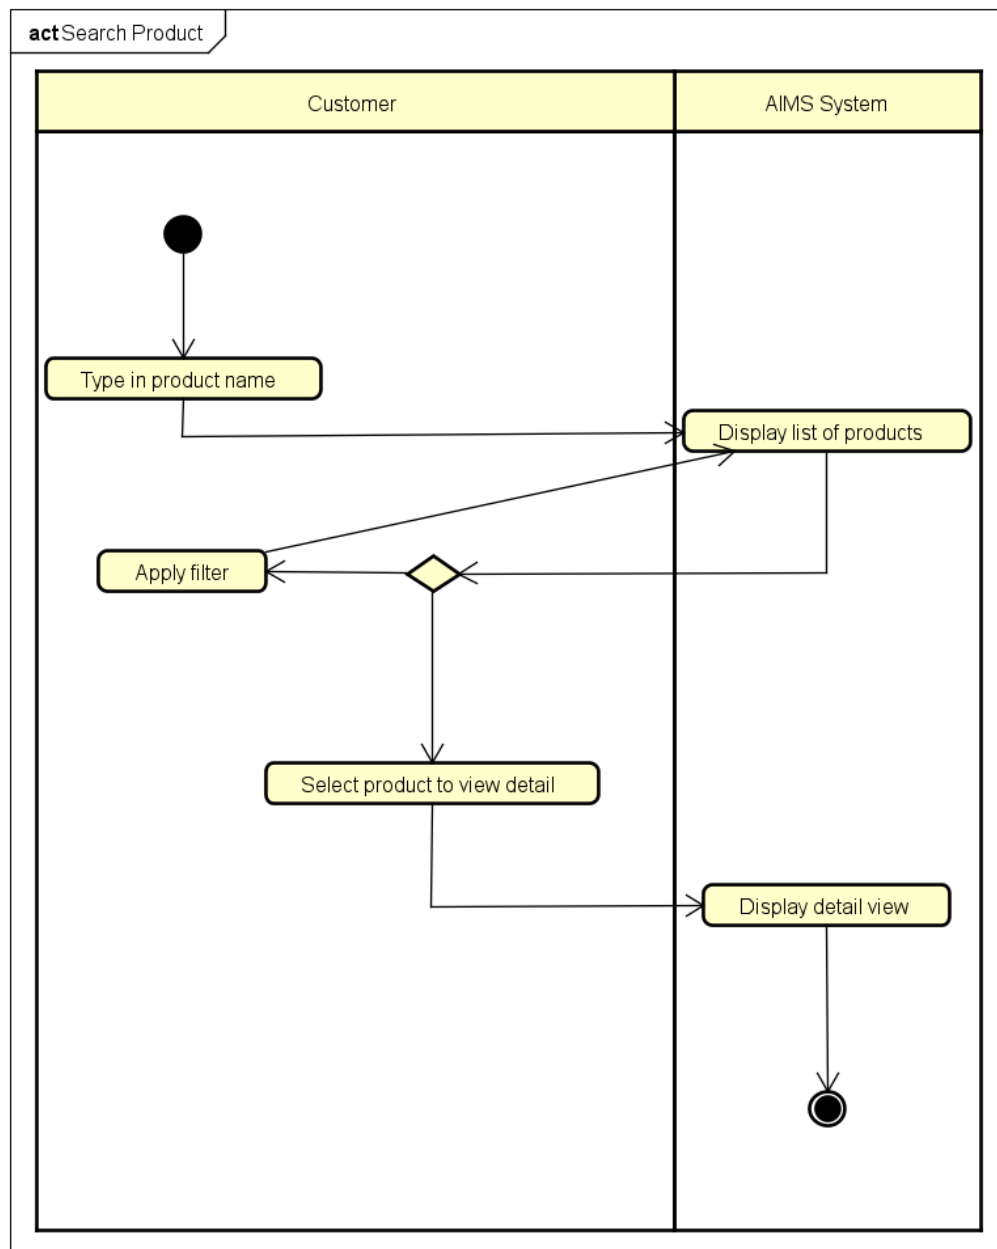 act Search Product
Customer
AIMS System
Type in product name
Display list of products
Apply filter
Select product to view detail
Display detail view